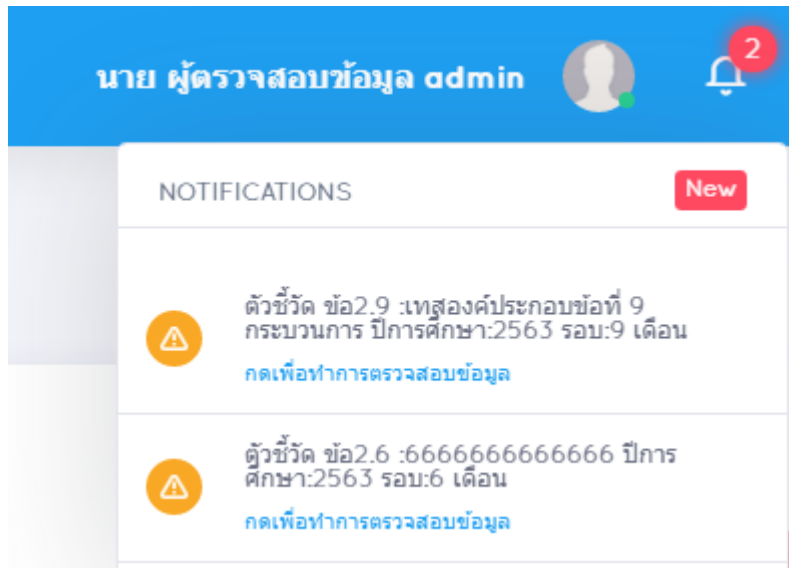 นาย ผู้ตรวจสอบข้อมูล admin
2
NOTIFICATIONS
New
ตัวชี้วัด ข้อ2.9 :เทสองค์ประกอบข้อที่ 9
กระบวนการ ปีการศึกษา:2563 รอบ:9 เดือน
กดเพื่อทำการตรวจสอบข้อมูล
ตัวชี้วัด ข้อ2.6 :6666666666666 ปีการ
ศึกษา:2563 รอบ:6 เดือน
กดเพื่อทำการตรวจสอบข้อมูล